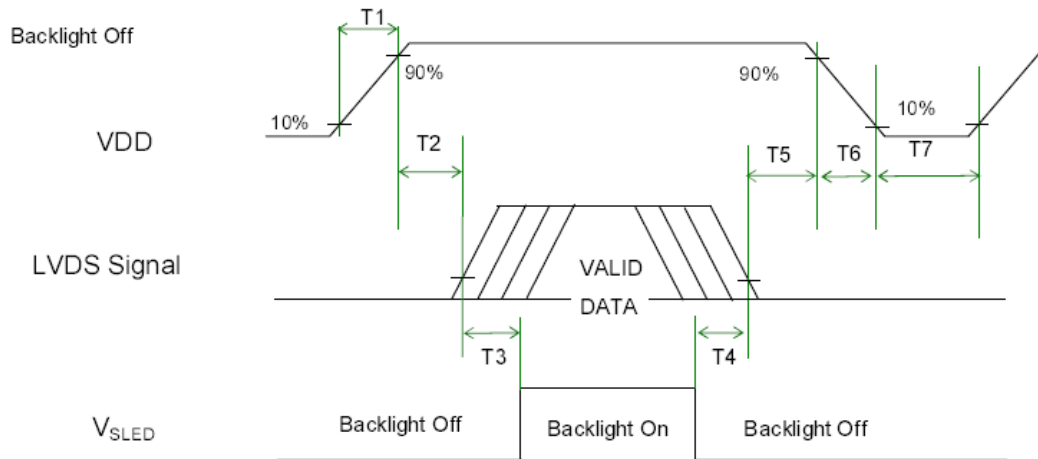 T1
Backlight Off
90%
90%
10%
10%
VDD
T2
T5
T6
T7
LVDS Signal
VALID
DATA
T3
T4
VSLED
Backlight Off
Backlight On
Backlight Off